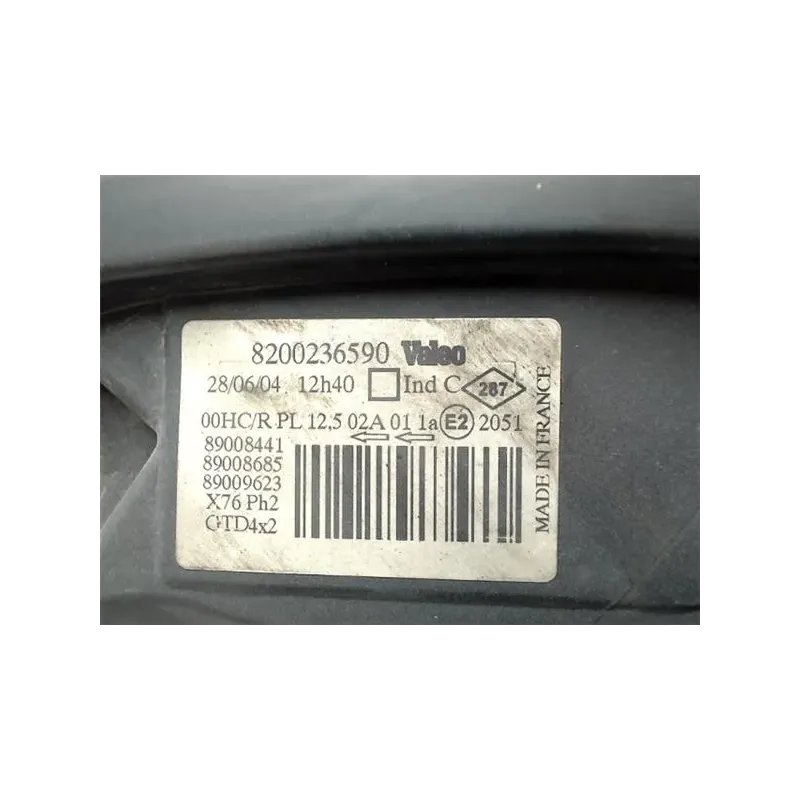 8200236590 Valeo
28/06/04 12h40 Ind C 287
00HC/R PL 12,5 02A 01 1a E2 2051
89008441
89008685
89009623
X76 Ph2
GTD4x2
MADE IN FRANCE